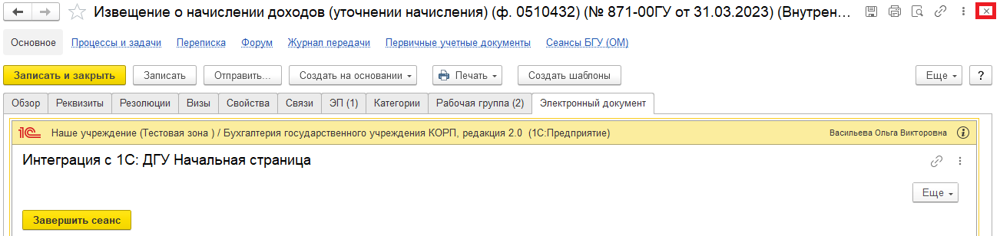 Извещение о начислении доходов (уточнении начисления) (ф. 0510432) (№ 871-00ГУ от 31.03.2023) (Внутрен...
Основное Процессы и задачи Переписка Форум Журнал передачи Первичные учетные документы Сеансы БГУ (ОМ)
Записать и закрыть Записать Отправить... Создать на основании Печать Создать шаблоны Еще ?
Обзор Реквизиты Резолюции Визы Свойства Связи ЭП (1) Категории Рабочая группа (2) Электронный документ
1С Наше учреждение (Тестовая зона ) / Бухгалтерия государственного учреждения КОРП, редакция 2.0 (1С:Предприятие) Васильева Ольга Викторовна
Интеграция с 1С: ДГУ Начальная страница
Еще
Завершить сеанс